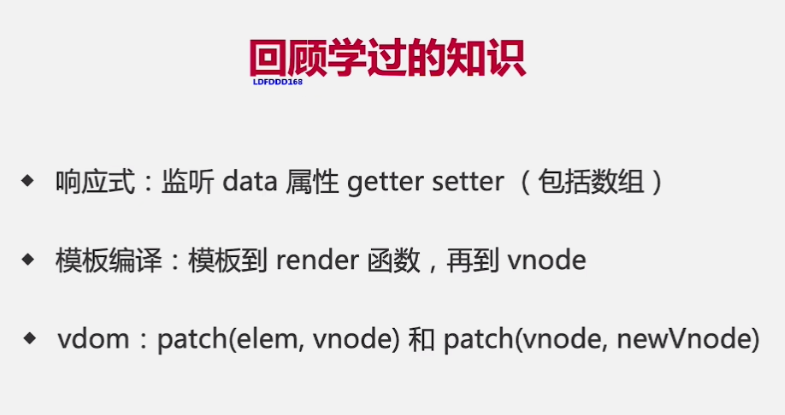 回顾学过的知识
LDFDDD168
◆ 响应式：监听 data 属性 getter setter （包括数组）
◆ 模板编译：模板到 render 函数，再到 vnode
◆ vdom：patch(elem, vnode) 和 patch(vnode, newVnode)